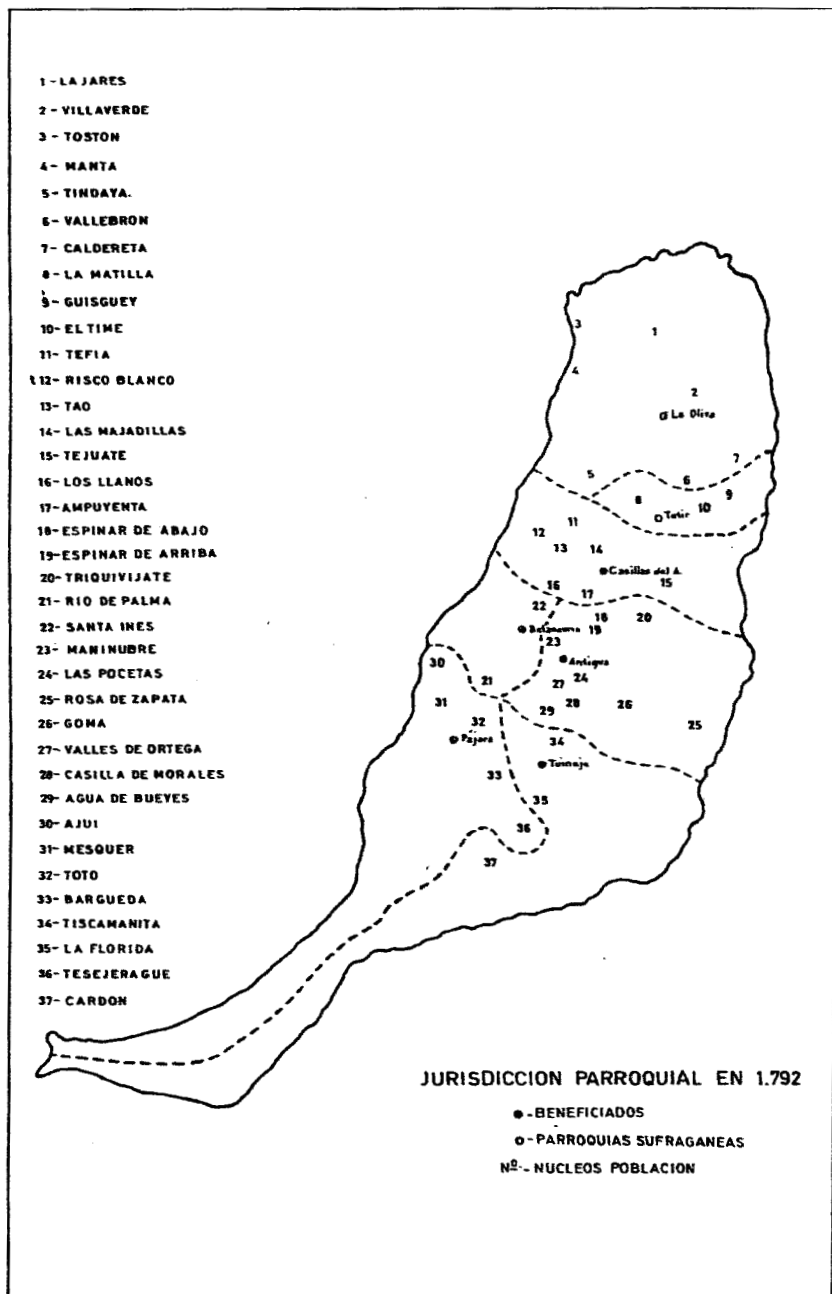 1-LAJARES
2-VILLAVERDE
3-TOSTON
4-MANTA
5-TINDAYA.
6-VALLEBRON
7-CALDERETA
8-LA MATILLA
9-GUISGUEY
10-EL TIME
11-TEFIA
12-RISCO BLANCO
13-TAO
14-LAS MAJADILLAS
15-TEJUATE
16-LOS LLANOS
17-AMPUYENTA
18-ESPINAR DE ABAJO
19-ESPINAR DE ARRIBA
20-TRIQUIVIJATE
21-RIO DE PALMA
22-SANTA INES
23-MANINUBRE
24-LAS POCETAS
25-ROSA DE ZAPATA
26-GOMA
27-VALLES DE ORTEGA
28-CASILLA DE MORALES
29-AGUA DE BUEYES
30-AJUI
31-MESQUER
32-TOTO
33-BARGUEDA
34-TISCAMANITA
35-LA FLORIDA
36-TESEJERAGUE
37-CARDON
3 1
4
2
La Oliva
7
5 6
8 9
10
Tetir
11
12
13 14
Casillas del A.
15
16 17
22 18 20
Betancuria 19
23
Antigua
30
21 27 24
31 29 28 26
32 25
Pájara 34
33 Tuineje
35
36
37
JURISDICCION PARROQUIAL EN 1.792
●-BENEFICIADOS
○-PARROQUIAS SUFRAGANEAS
Nº-NUCLEOS POBLACION